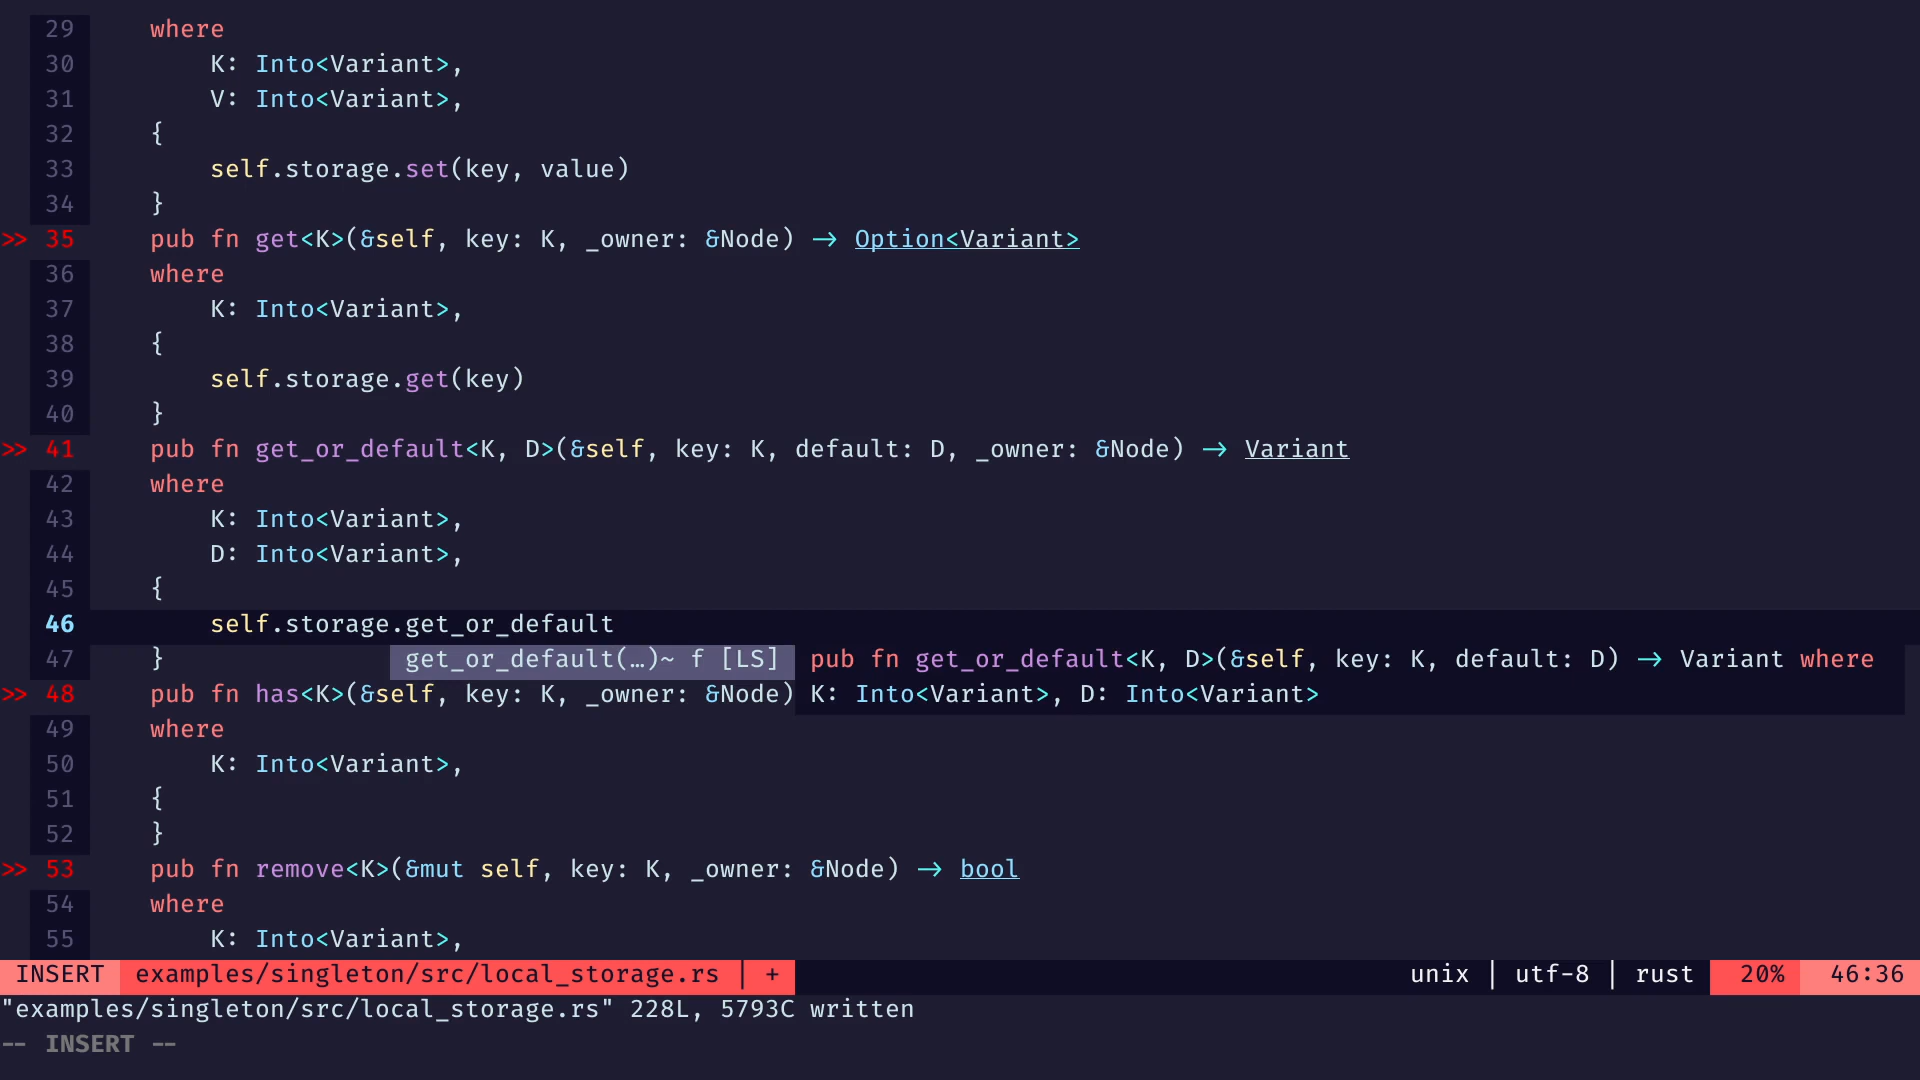 29 where
30 K: Into<Variant>,
31 V: Into<Variant>,
32 {
33 self.storage.set(key, value)
34 }
>> 35 pub fn get<K>(&self, key: K, _owner: &Node) -> Option<Variant>
36 where
37 K: Into<Variant>,
38 {
39 self.storage.get(key)
40 }
>> 41 pub fn get_or_default<K, D>(&self, key: K, default: D, _owner: &Node) -> Variant
42 where
43 K: Into<Variant>,
44 D: Into<Variant>,
45 {
46 self.storage.get_or_default
47 } get_or_default(…)~ f [LS] pub fn get_or_default<K, D>(&self, key: K, default: D) -> Variant where
>> 48 pub fn has<K>(&self, key: K, _owner: &Node) K: Into<Variant>, D: Into<Variant>
49 where
50 K: Into<Variant>,
51 {
52 }
>> 53 pub fn remove<K>(&mut self, key: K, _owner: &Node) -> bool
54 where
55 K: Into<Variant>,
INSERT examples/singleton/src/local_storage.rs | + unix | utf-8 | rust 20% 46:36
"examples/singleton/src/local_storage.rs" 228L, 5793C written
-- INSERT --